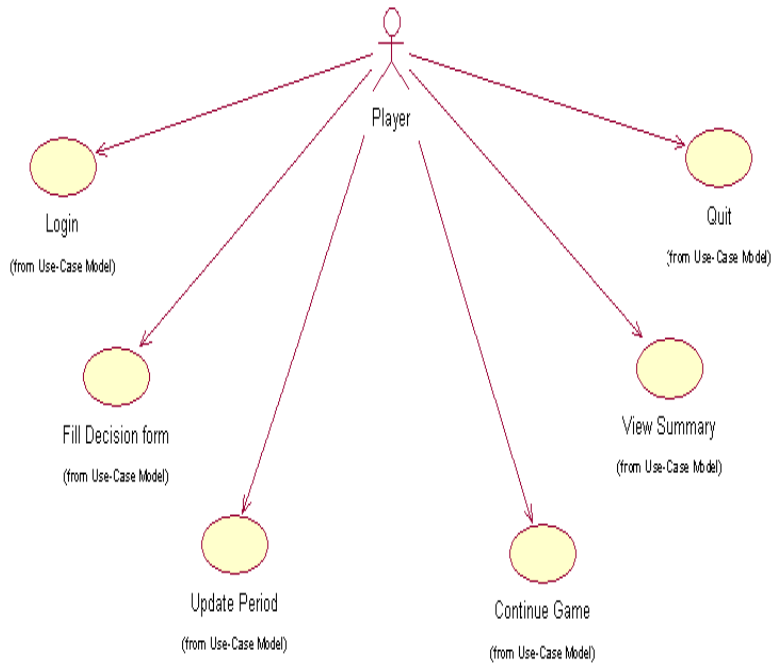 Player
Login
(from Use-Case Model)
Quit
(from Use-Case Model)
Fill Decision form
(from Use-Case Model)
View Summary
(from Use-Case Model)
Update Period
(from Use-Case Model)
Continue Game
(from Use-Case Model)